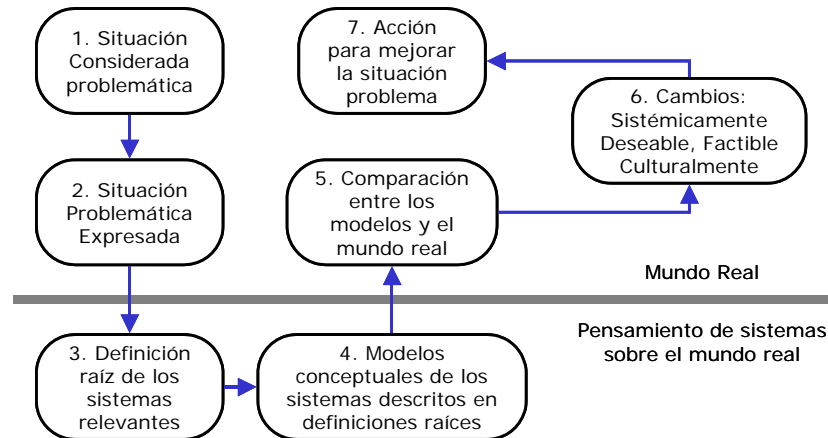 1. Situación
Considerada
problemática
2. Situación
Problemática
Expresada
3. Definición
raíz de los
sistemas
relevantes
4. Modelos
conceptuales de los
sistemas descritos en
definiciones raíces
5. Comparación
entre los
modelos y el
mundo real
6. Cambios:
Sistémicamente
Deseable, Factible
Culturalmente
7. Acción
para mejorar
la situación
problema
Mundo Real
Pensamiento de sistemas
sobre el mundo real